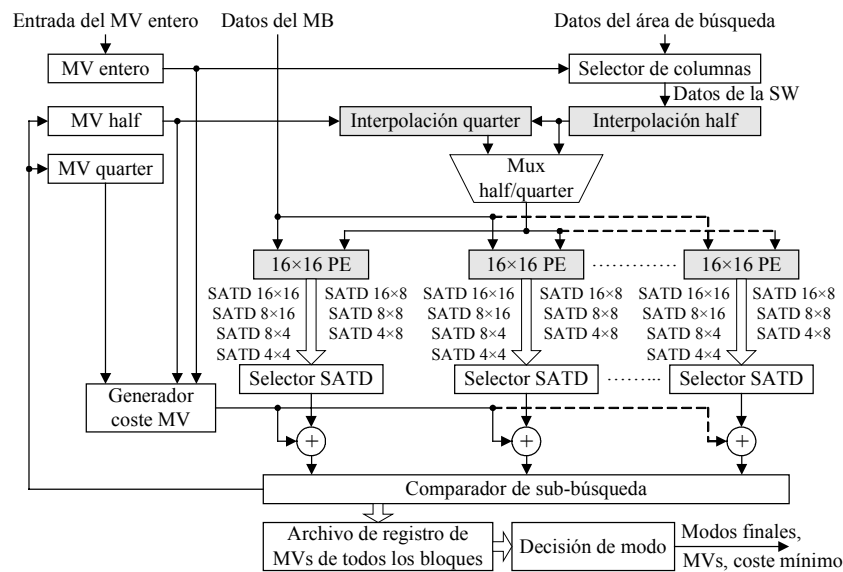 Entrada del MV entero
Datos del MB
Datos del área de búsqueda
MV entero
Selector de columnas
Datos de la SW
MV half
Interpolación quarter
Interpolación half
MV quarter
Mux
half/quarter
16×16 PE
16×16 PE
16×16 PE
SATD 16×16
SATD 8×16
SATD 8×4
SATD 4×4
SATD 16×8
SATD 8×8
SATD 4×8
SATD 16×16
SATD 8×16
SATD 8×4
SATD 4×4
SATD 16×8
SATD 8×8
SATD 4×8
SATD 16×16
SATD 8×16
SATD 8×4
SATD 4×4
SATD 16×8
SATD 8×8
SATD 4×8
Selector SATD
Selector SATD
Selector SATD
Generador
coste MV
+
+
+
Comparador de sub-búsqueda
Archivo de registro de
MVs de todos los bloques
Decisión de modo
Modos finales,
MVs, coste mínimo